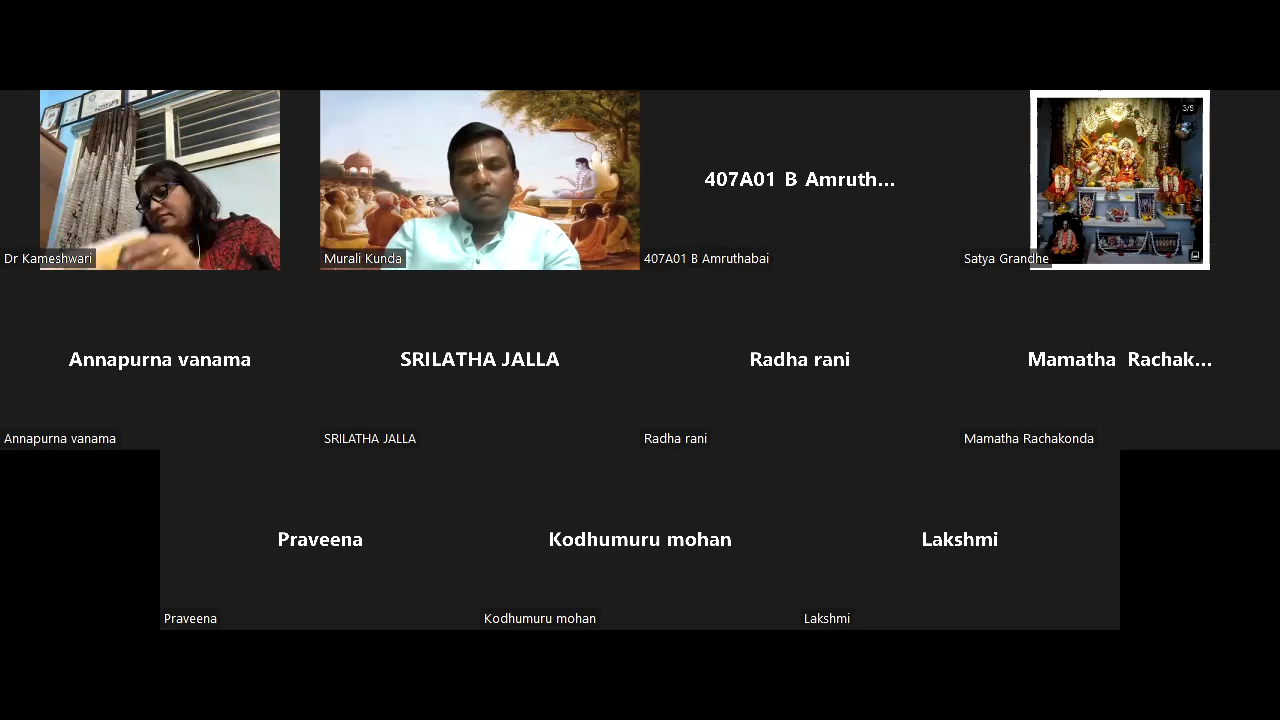 407A01 B Amruth...
3/5
Dr Kameshwari
Murali Kunda
407A01 B Amruthabai
Satya Grandhe
Annapurna vanama
SRILATHA JALLA
Radha rani
Mamatha Rachak...
Annapurna vanama
SRILATHA JALLA
Radha rani
Mamatha Rachakonda
Praveena
Kodhumuru mohan
Lakshmi
Praveena
Kodhumuru mohan
Lakshmi